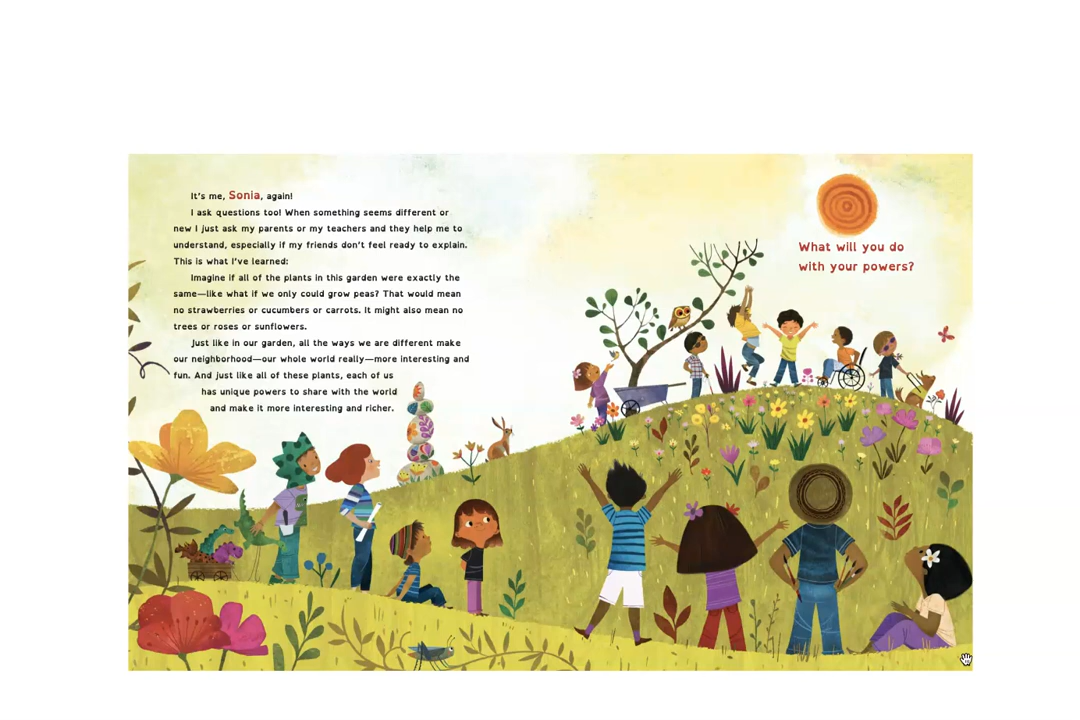 It's me, Sonia, again!
I ask questions too! When something seems different or
new I just ask my parents or my teachers and they help me to
understand, especially if my friends don't feel ready to explain.
This is what I've learned:
Imagine if all of the plants in this garden were exactly the
same—like what if we only could grow peas? That would mean
no strawberries or cucumbers or carrots. It might also mean no
trees or roses or sunflowers.
Just like in our garden, all the ways we are different make
our neighborhood—our whole world really—more interesting and
fun. And just like all of these plants, each of us
has unique powers to share with the world
and make it more interesting and richer.
What will you do
with your powers?